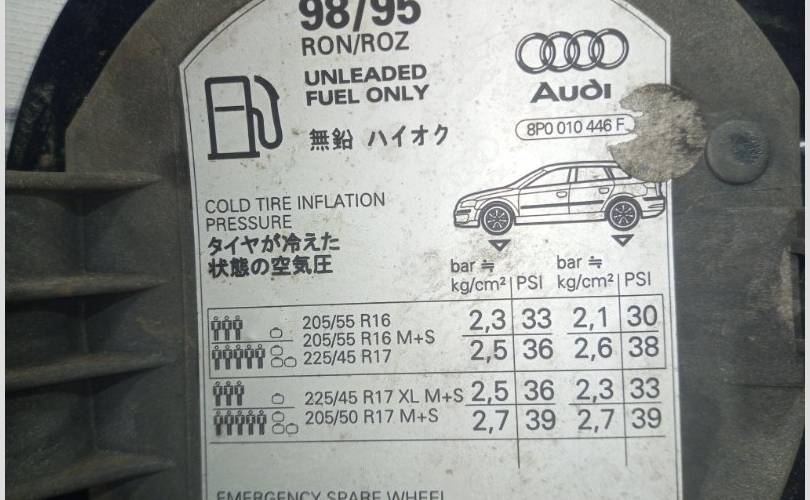 98/95
RON/ROZ
UNLEADED
FUEL ONLY
無鉛 ハイオク
Audi
8P0 010 446 F
COLD TIRE INFLATION
PRESSURE
タイヤが冷えた
状態の空気圧
bar ≒ bar ≒
kg/cm² PSI kg/cm² PSI
205/55 R16 2,3 33 2,1 30
205/55 R16 M+S
225/45 R17 2,5 36 2,6 38
225/45 R17 XL M+S 2,5 36 2,3 33
205/50 R17 M+S 2,7 39 2,7 39
EMERGENCY SPARE WHEEL